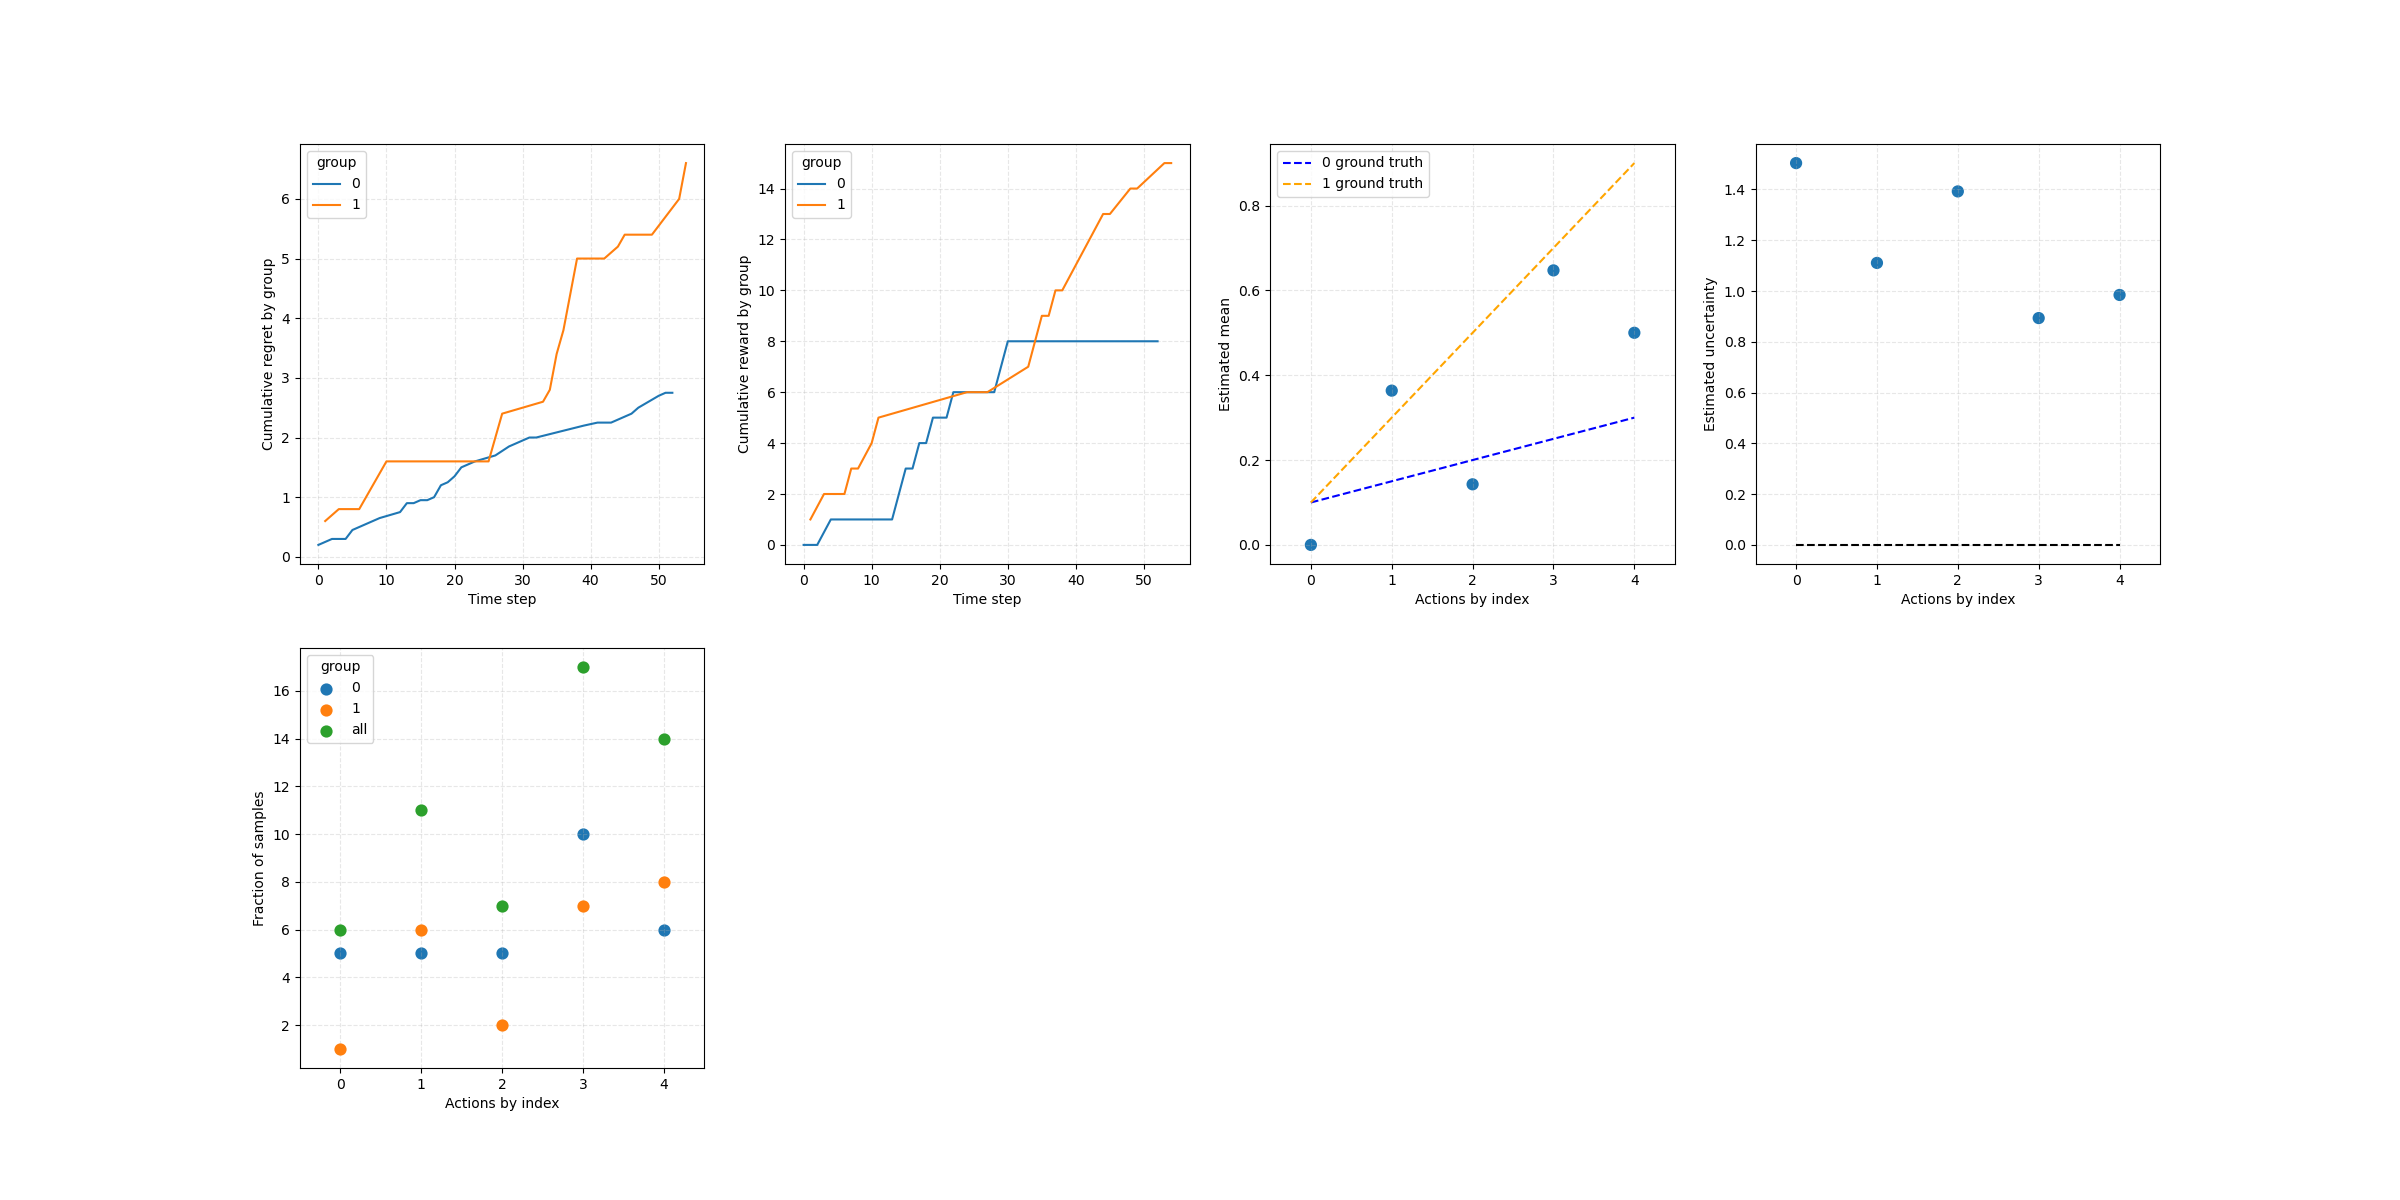 group
0
1
Cumulative regret by group
6
5
4
3
2
1
0
0 10 20 30 40 50
Time step
group
0
1
Cumulative reward by group
14
12
10
8
6
4
2
0
0 10 20 30 40 50
Time step
0 ground truth
1 ground truth
Estimated mean
0.8
0.6
0.4
0.2
0.0
0 1 2 3 4
Actions by index
Estimated uncertainty
1.4
1.2
1.0
0.8
0.6
0.4
0.2
0.0
0 1 2 3 4
Actions by index
group
0
1
all
Fraction of samples
16
14
12
10
8
6
4
2
0 1 2 3 4
Actions by index